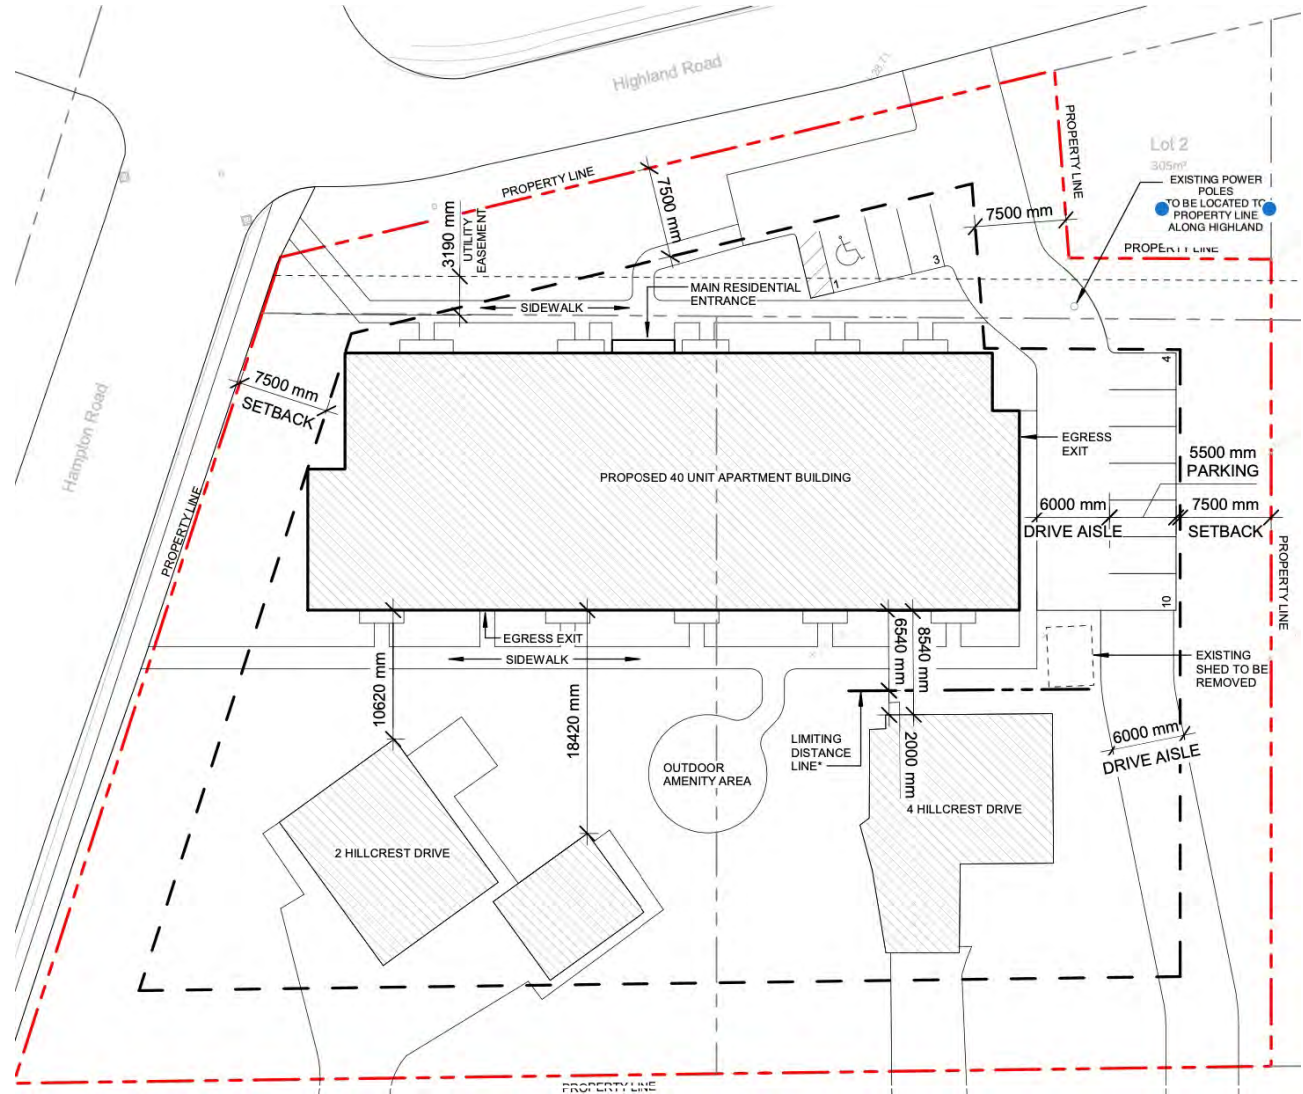 Highland Road
28.71
Lot 2
305m²
EXISTING POWER
POLES
TO BE LOCATED TO
PROPERTY LINE
ALONG HIGHLAND
PROPERTY LINE
PROPERTY LINE
PROPERTY LINE
7500 mm
7500 mm
3190 mm
UTILITY
EASEMENT
1
3
MAIN RESIDENTIAL
ENTRANCE
SIDEWALK
7500 mm
SETBACK
Hampton Road
PROPERTY LINE
PROPOSED 40 UNIT APARTMENT BUILDING
EGRESS
EXIT
4
5500 mm
PARKING
6000 mm
DRIVE AISLE
7500 mm
SETBACK
PROPERTY LINE
10
EGRESS EXIT
SIDEWALK
10620 mm
18420 mm
6540 mm
8540 mm
2000 mm
EXISTING
SHED TO BE
REMOVED
LIMITING
DISTANCE
LINE*
6000 mm
DRIVE AISLE
OUTDOOR
AMENITY AREA
4 HILLCREST DRIVE
2 HILLCREST DRIVE
PROPERTY LINE